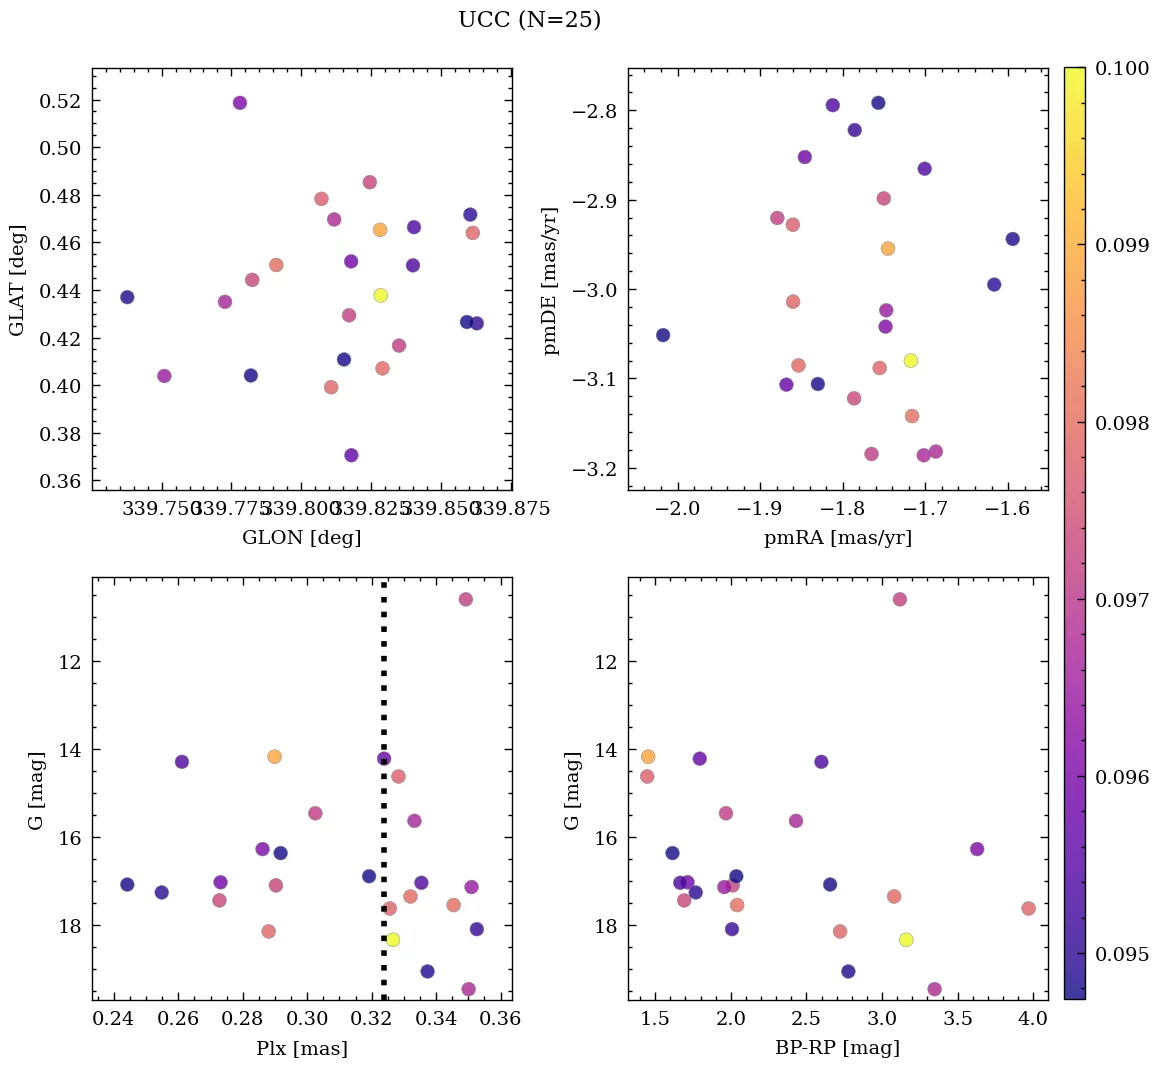 UCC (N=25)
0.52
0.50
0.48
0.46
0.44
0.42
0.40
0.38
0.36
GLAT [deg]
339.750 339.775 339.800 339.825 339.850 339.875
GLON [deg]
−2.8
−2.9
−3.0
−3.1
−3.2
pmDE [mas/yr]
−2.0 −1.9 −1.8 −1.7 −1.6
pmRA [mas/yr]
12
14
16
18
G [mag]
0.24 0.26 0.28 0.30 0.32 0.34 0.36
Plx [mas]
12
14
16
18
G [mag]
1.5 2.0 2.5 3.0 3.5 4.0
BP-RP [mag]
0.100
0.099
0.098
0.097
0.096
0.095